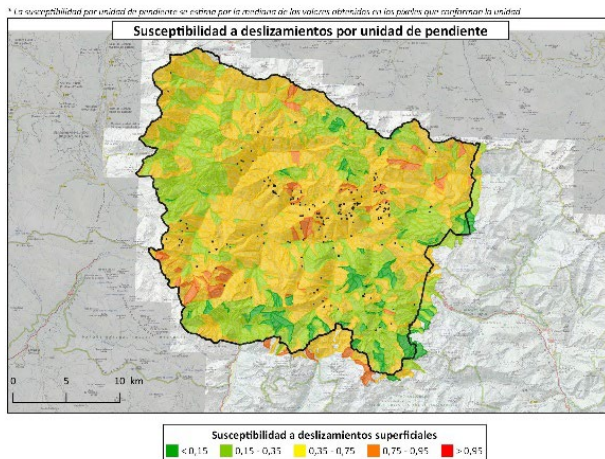 * La susceptibilidad por unidad de pendiente se estima por la mediana de los valores obtenidos en los píxeles que conforman la unidad
Susceptibilidad a deslizamientos por unidad de pendiente
0 5 10 km
Susceptibilidad a deslizamientos superficiales
< 0,15 0,15 - 0,35 0,35 - 0,75 0,75 - 0,95 > 0,95